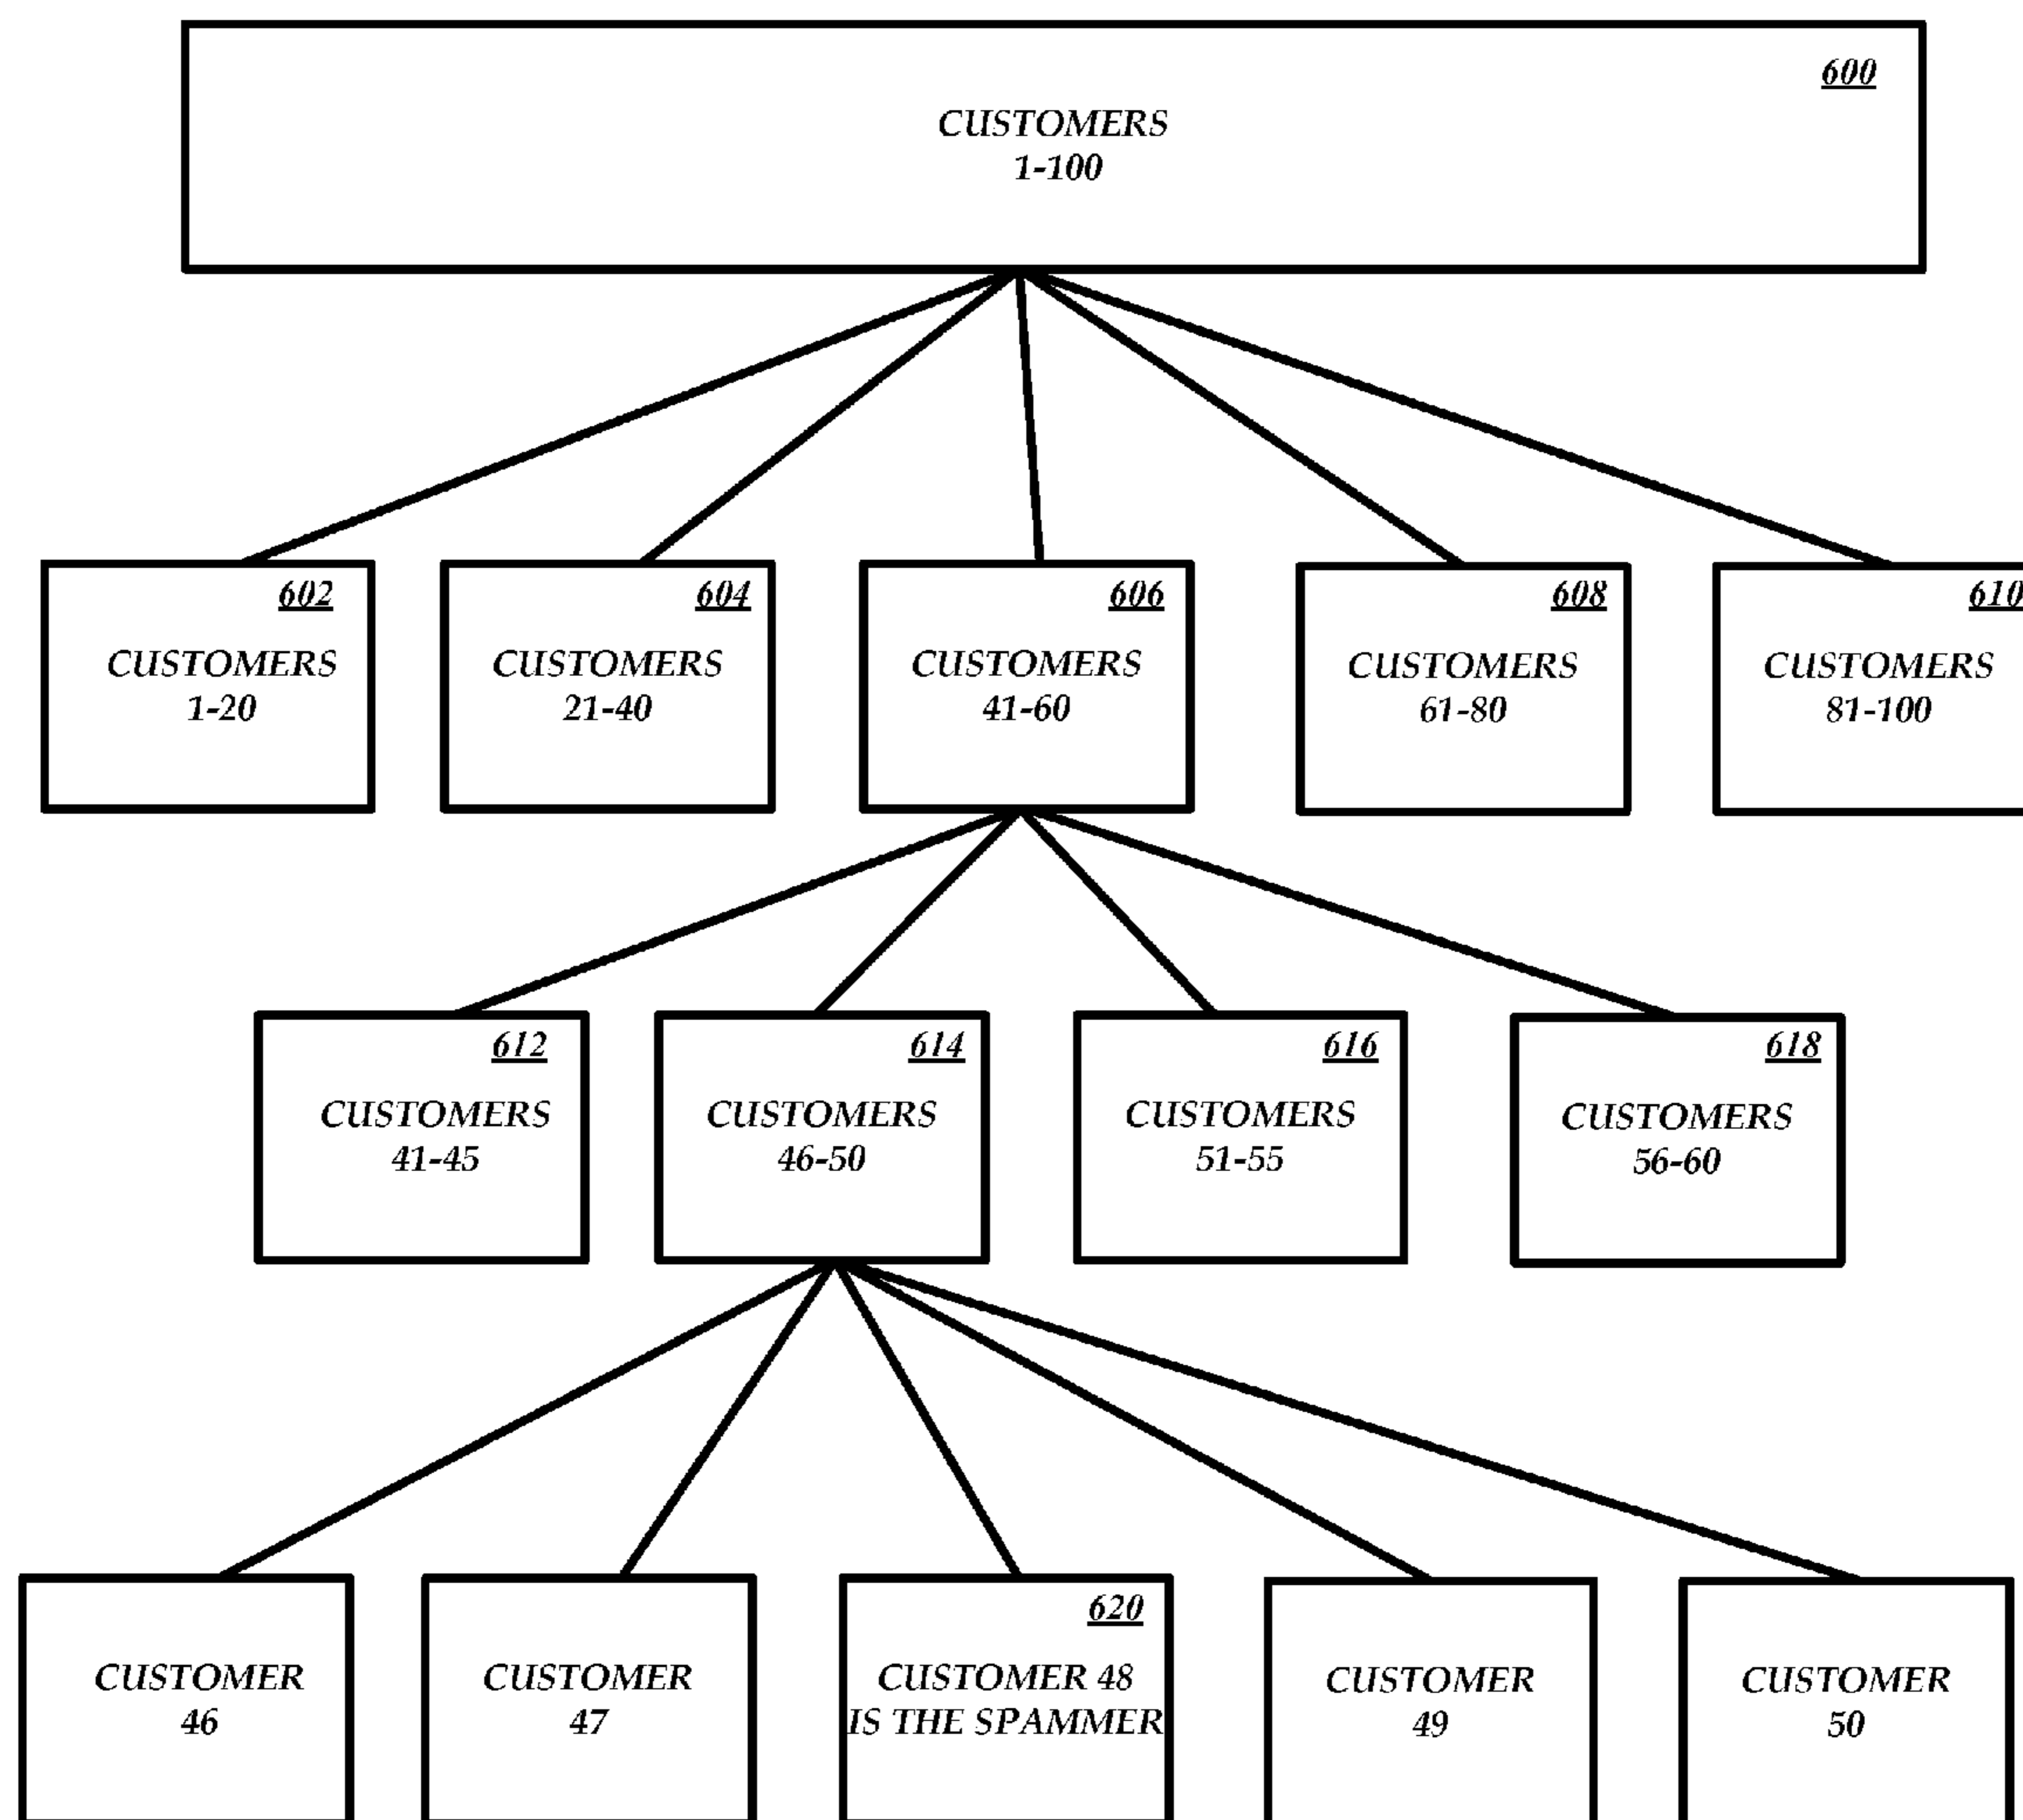 600
CUSTOMERS
1-100
602
CUSTOMERS
1-20
604
CUSTOMERS
21-40
606
CUSTOMERS
41-60
608
CUSTOMERS
61-80
610
CUSTOMERS
81-100
612
CUSTOMERS
41-45
614
CUSTOMERS
46-50
616
CUSTOMERS
51-55
618
CUSTOMERS
56-60
CUSTOMER
46
CUSTOMER
47
620
CUSTOMER 48
IS THE SPAMMER
CUSTOMER
49
CUSTOMER
50